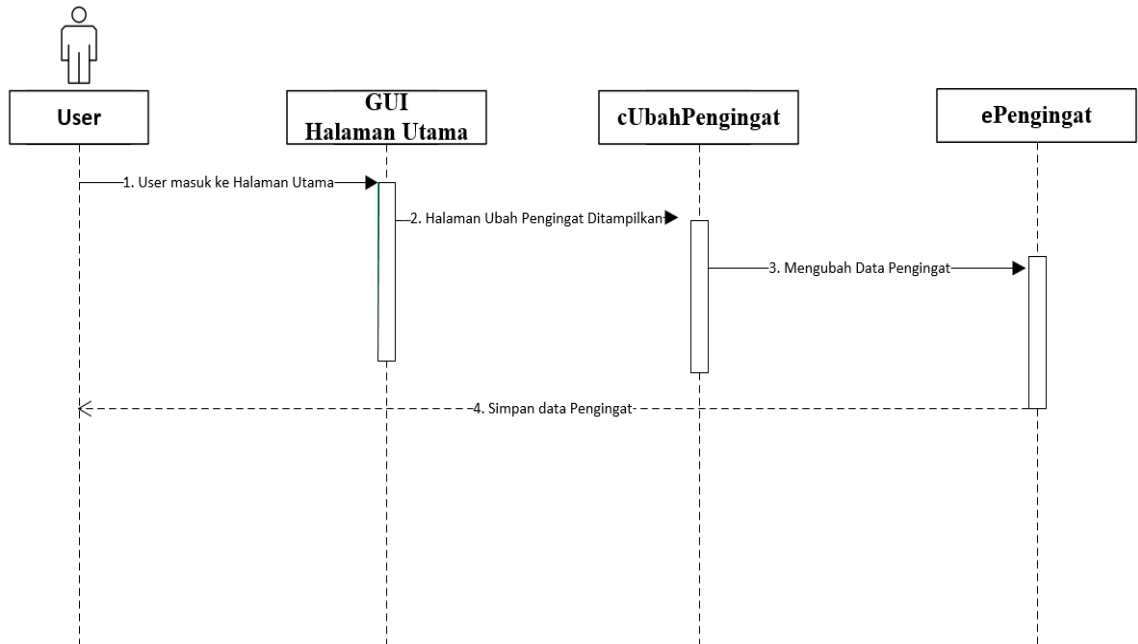 User
GUI
Halaman Utama
cUbahPengingat
ePengingat
1. User masuk ke Halaman Utama
2. Halaman Ubah Pengingat Ditampilkan
3. Mengubah Data Pengingat
4. Simpan data Pengingat